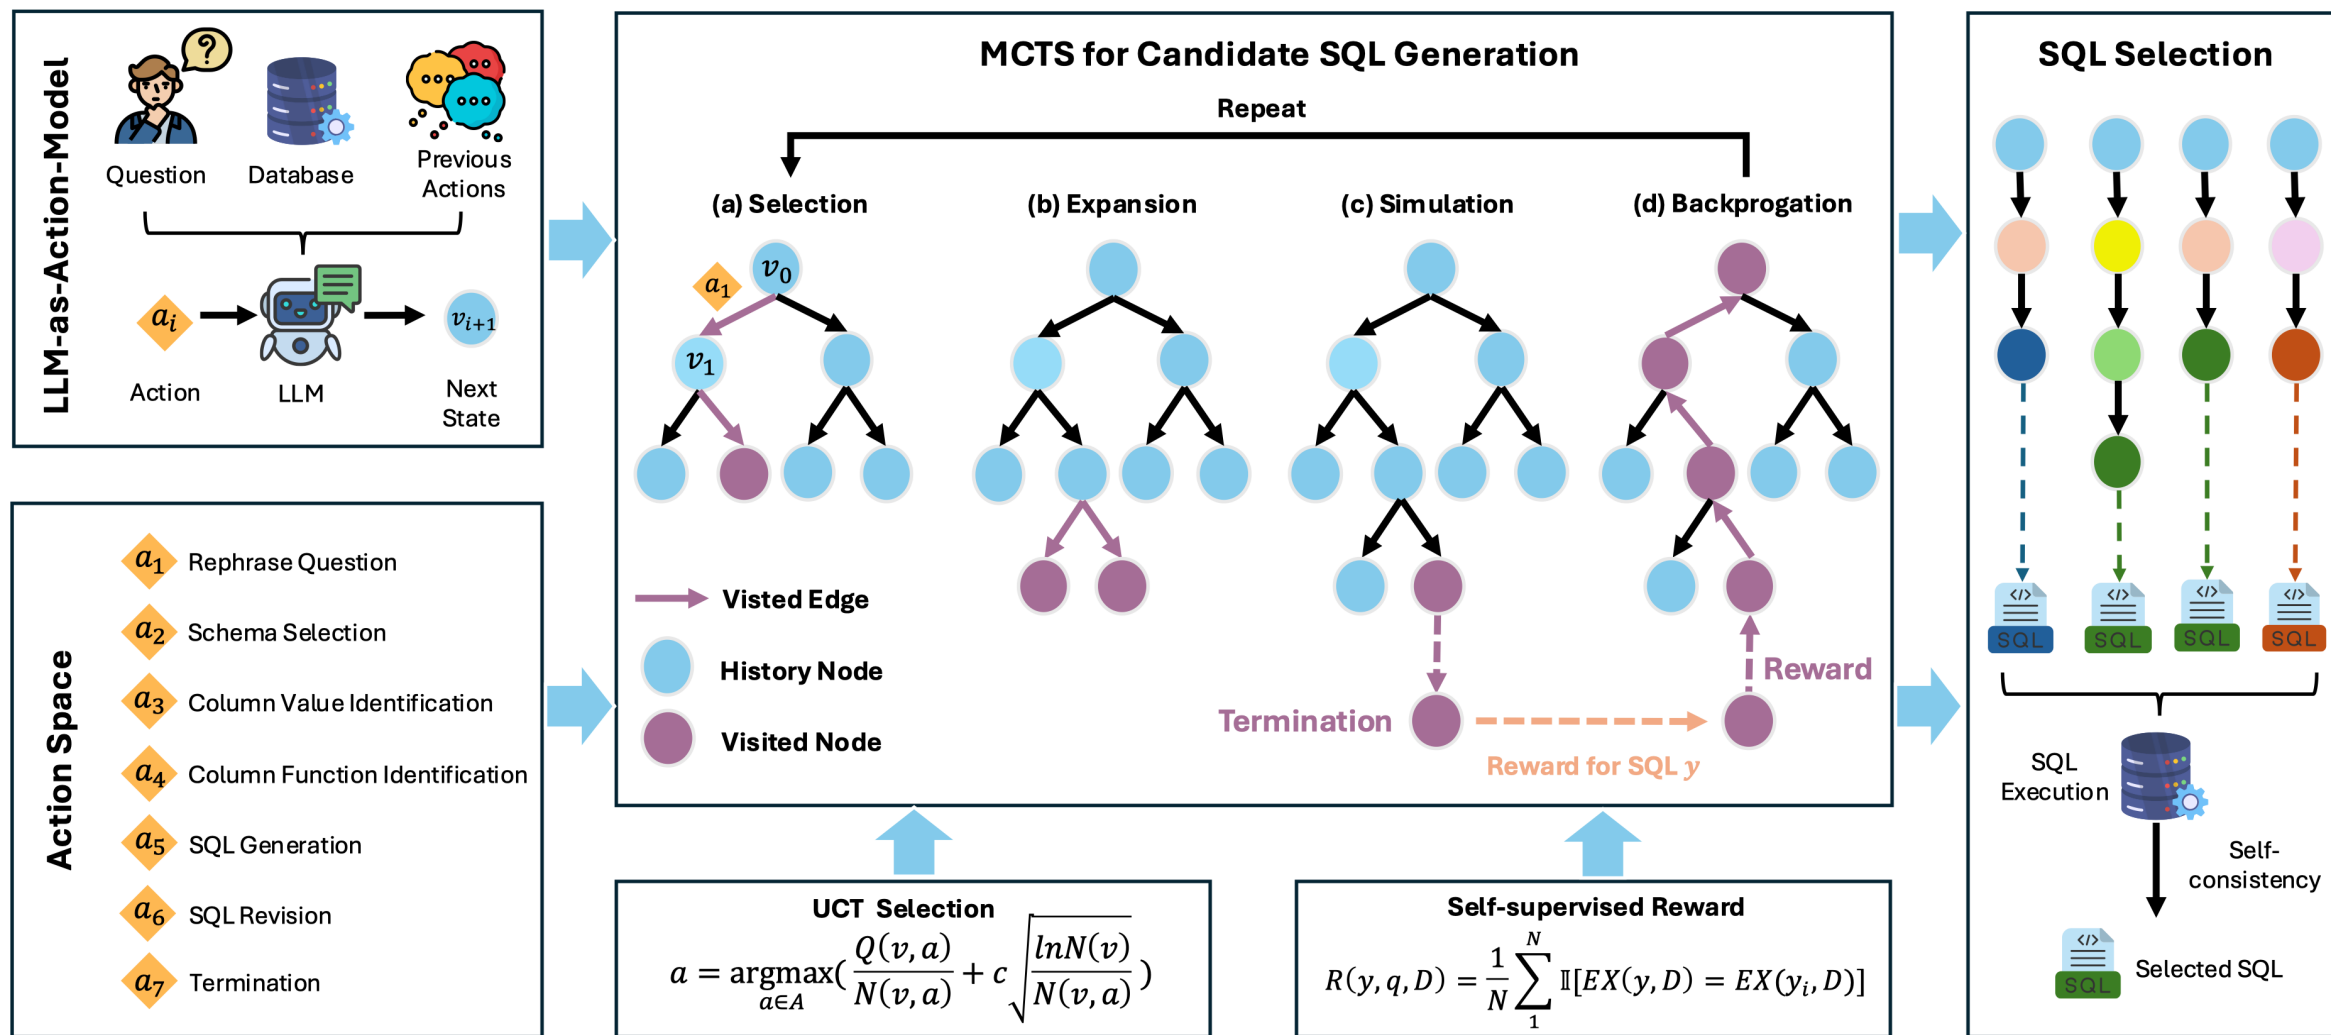 LLM-as-Action-Model
?
Question
Database
Previous
Actions
a_i
v_{i+1}
Action
LLM
Next
State
Action Space
a_1 Rephrase Question
a_2 Schema Selection
a_3 Column Value Identification
a_4 Column Function Identification
a_5 SQL Generation
a_6 SQL Revision
a_7 Termination
MCTS for Candidate SQL Generation
Repeat
(a) Selection
(b) Expansion
(c) Simulation
(d) Backprogation
a_1
v_0
v_1
Visted Edge
History Node
Visited Node
Termination
Reward
Reward for SQL y
UCT Selection
a = argmax_{a∈A}( Q(v, a) / N(v, a) + c √( lnN(v) / N(v, a) ) )
Self-supervised Reward
R(y, q, D) = 1/N ∑_1^N 𝕀[EX(y, D) = EX(y_i, D)]
SQL Selection
</>
</>
</>
</>
SQL
SQL
SQL
SQL
SQL
Execution
Self-
consistency
</>
SQL
Selected SQL